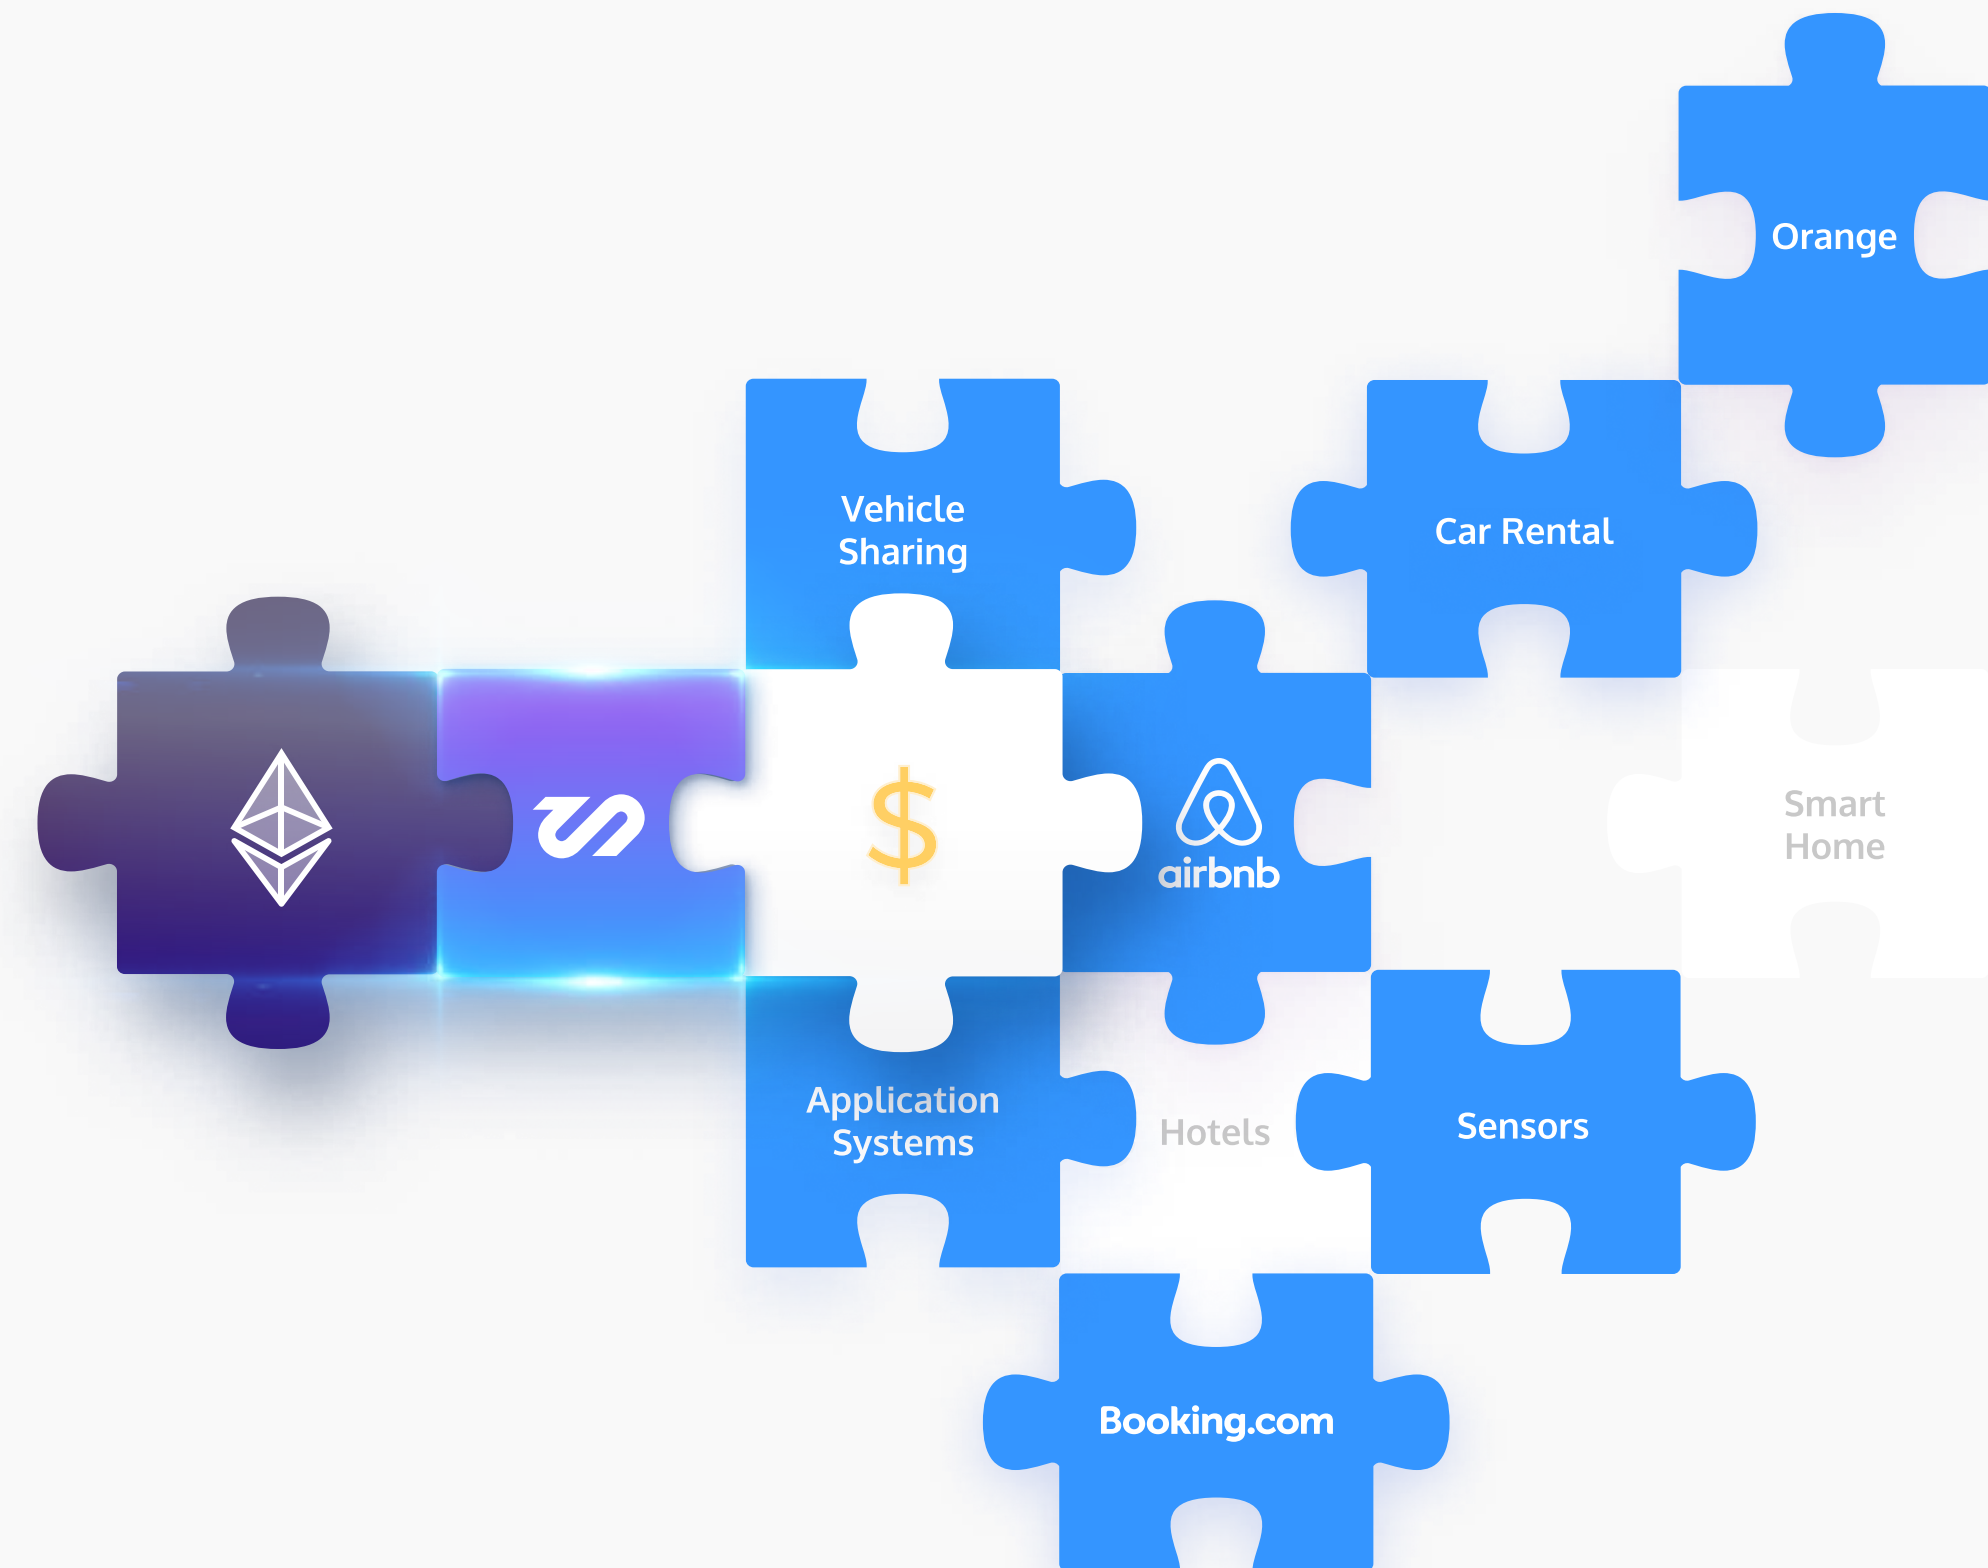 Orange
Vehicle
Sharing
Car Rental
$
airbnb
Smart
Home
Application
Systems
Hotels
Sensors
Booking.com